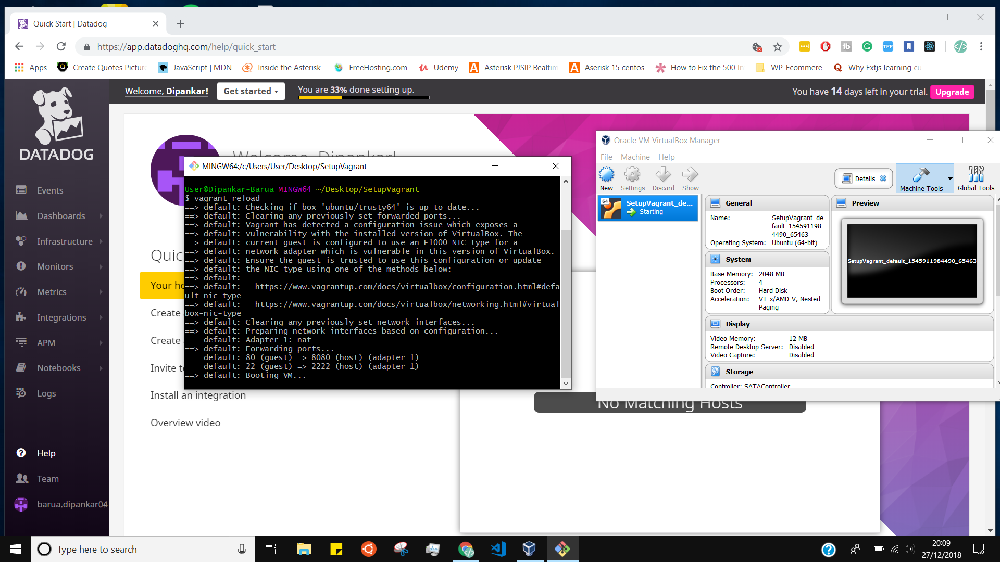 Quick Start | Datadog
https://app.datadoghq.com/help/quick_start
Apps
Create Quotes Picture
JavaScript | MDN
Inside the Asterisk
FreeHosting.com
Udemy
Asterisk PJSIP Realtim
Aserisk 15 centos
How to Fix the 500 In
WP-Ecommere
Why Extjs learning cu
DATADOG
Welcome, Dipankar!
Get started
You are 33% done setting up.
You have 14 days left in your trial.
Upgrade
Events
Dashboards
Infrastructure
Monitors
Metrics
Integrations
APM
Notebooks
Logs
Help
Team
barua.dipankar04
Welcome, Dipankar!
Quic
Your ho
Create
Create
Invite te
Install an integration
Overview video
No Matching Hosts
MINGW64:/c/Users/User/Desktop/SetupVagrant
User@Dipankar-Barua MINGW64 ~/Desktop/SetupVagrant
$ vagrant reload
==> default: Checking if box 'ubuntu/trusty64' is up to date...
==> default: Clearing any previously set forwarded ports...
==> default: Vagrant has detected a configuration issue which exposes a
==> default: vulnerability with the installed version of VirtualBox. The
==> default: current guest is configured to use an E1000 NIC type for a
==> default: network adapter which is vulnerable in this version of VirtualBox.
==> default: Ensure the guest is trusted to use this configuration or update
==> default: the NIC type using one of the methods below:
==> default:
==> default:   https://www.vagrantup.com/docs/virtualbox/configuration.html#defa
ult-nic-type
==> default:   https://www.vagrantup.com/docs/virtualbox/networking.html#virtual
box-nic-type
==> default: Clearing any previously set network interfaces...
==> default: Preparing network interfaces based on configuration...
    default: Adapter 1: nat
==> default: Forwarding ports...
    default: 80 (guest) => 8080 (host) (adapter 1)
    default: 22 (guest) => 2222 (host) (adapter 1)
==> default: Booting VM...
Oracle VM VirtualBox Manager
File Machine Help
New
Settings
Discard
Show
Details
Machine Tools
Global Tools
64
SetupVagrant_de...
Starting
General
Name: SetupVagrant_de
fault_154591198
4490_65463
Operating System: Ubuntu (64-bit)
System
Base Memory: 2048 MB
Processors: 4
Boot Order: Hard Disk
Acceleration: VT-x/AMD-V, Nested
Paging
Preview
SetupVagrant_default_1545911984490_65463
Display
Video Memory: 12 MB
Remote Desktop Server: Disabled
Video Capture: Disabled
Storage
Controller: SATAController
Type here to search
20:09
27/12/2018